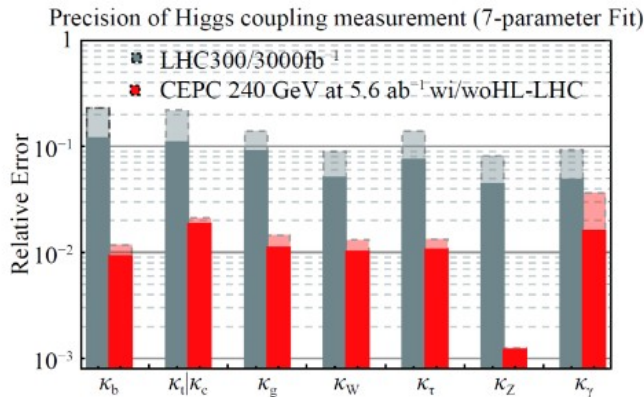 Precision of Higgs coupling measurement (7-parameter Fit)
1
LHC300/3000fb⁻¹
CEPC 240 GeV at 5.6 ab⁻¹ wi/woHL-LHC
10⁻¹
Relative Error
10⁻²
10⁻³
κb κt|κc κg κW κτ κZ κγ